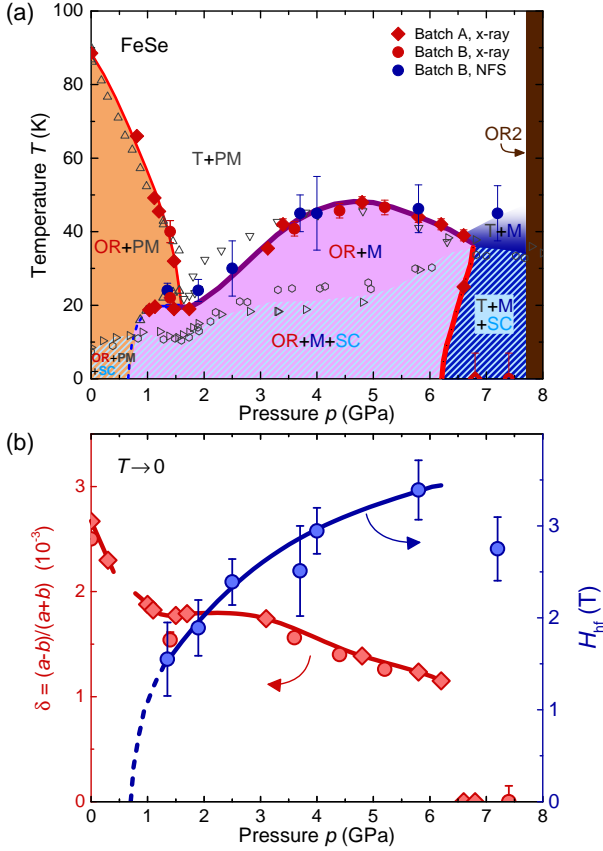 (a)
100
80
60
40
20
0
Temperature T (K)
FeSe
Batch A, x-ray
Batch B, x-ray
Batch B, NFS
OR2
T+PM
T+M
OR+PM
OR+M
T+M
+SC
OR+M+SC
OR+PM
+SC
0 1 2 3 4 5 6 7 8
Pressure p (GPa)
(b)
T→0
3
2
1
0
δ = (a-b)/(a+b) (10⁻³)
3
2
1
0
H_hf (T)
0 1 2 3 4 5 6 7 8
Pressure p (GPa)